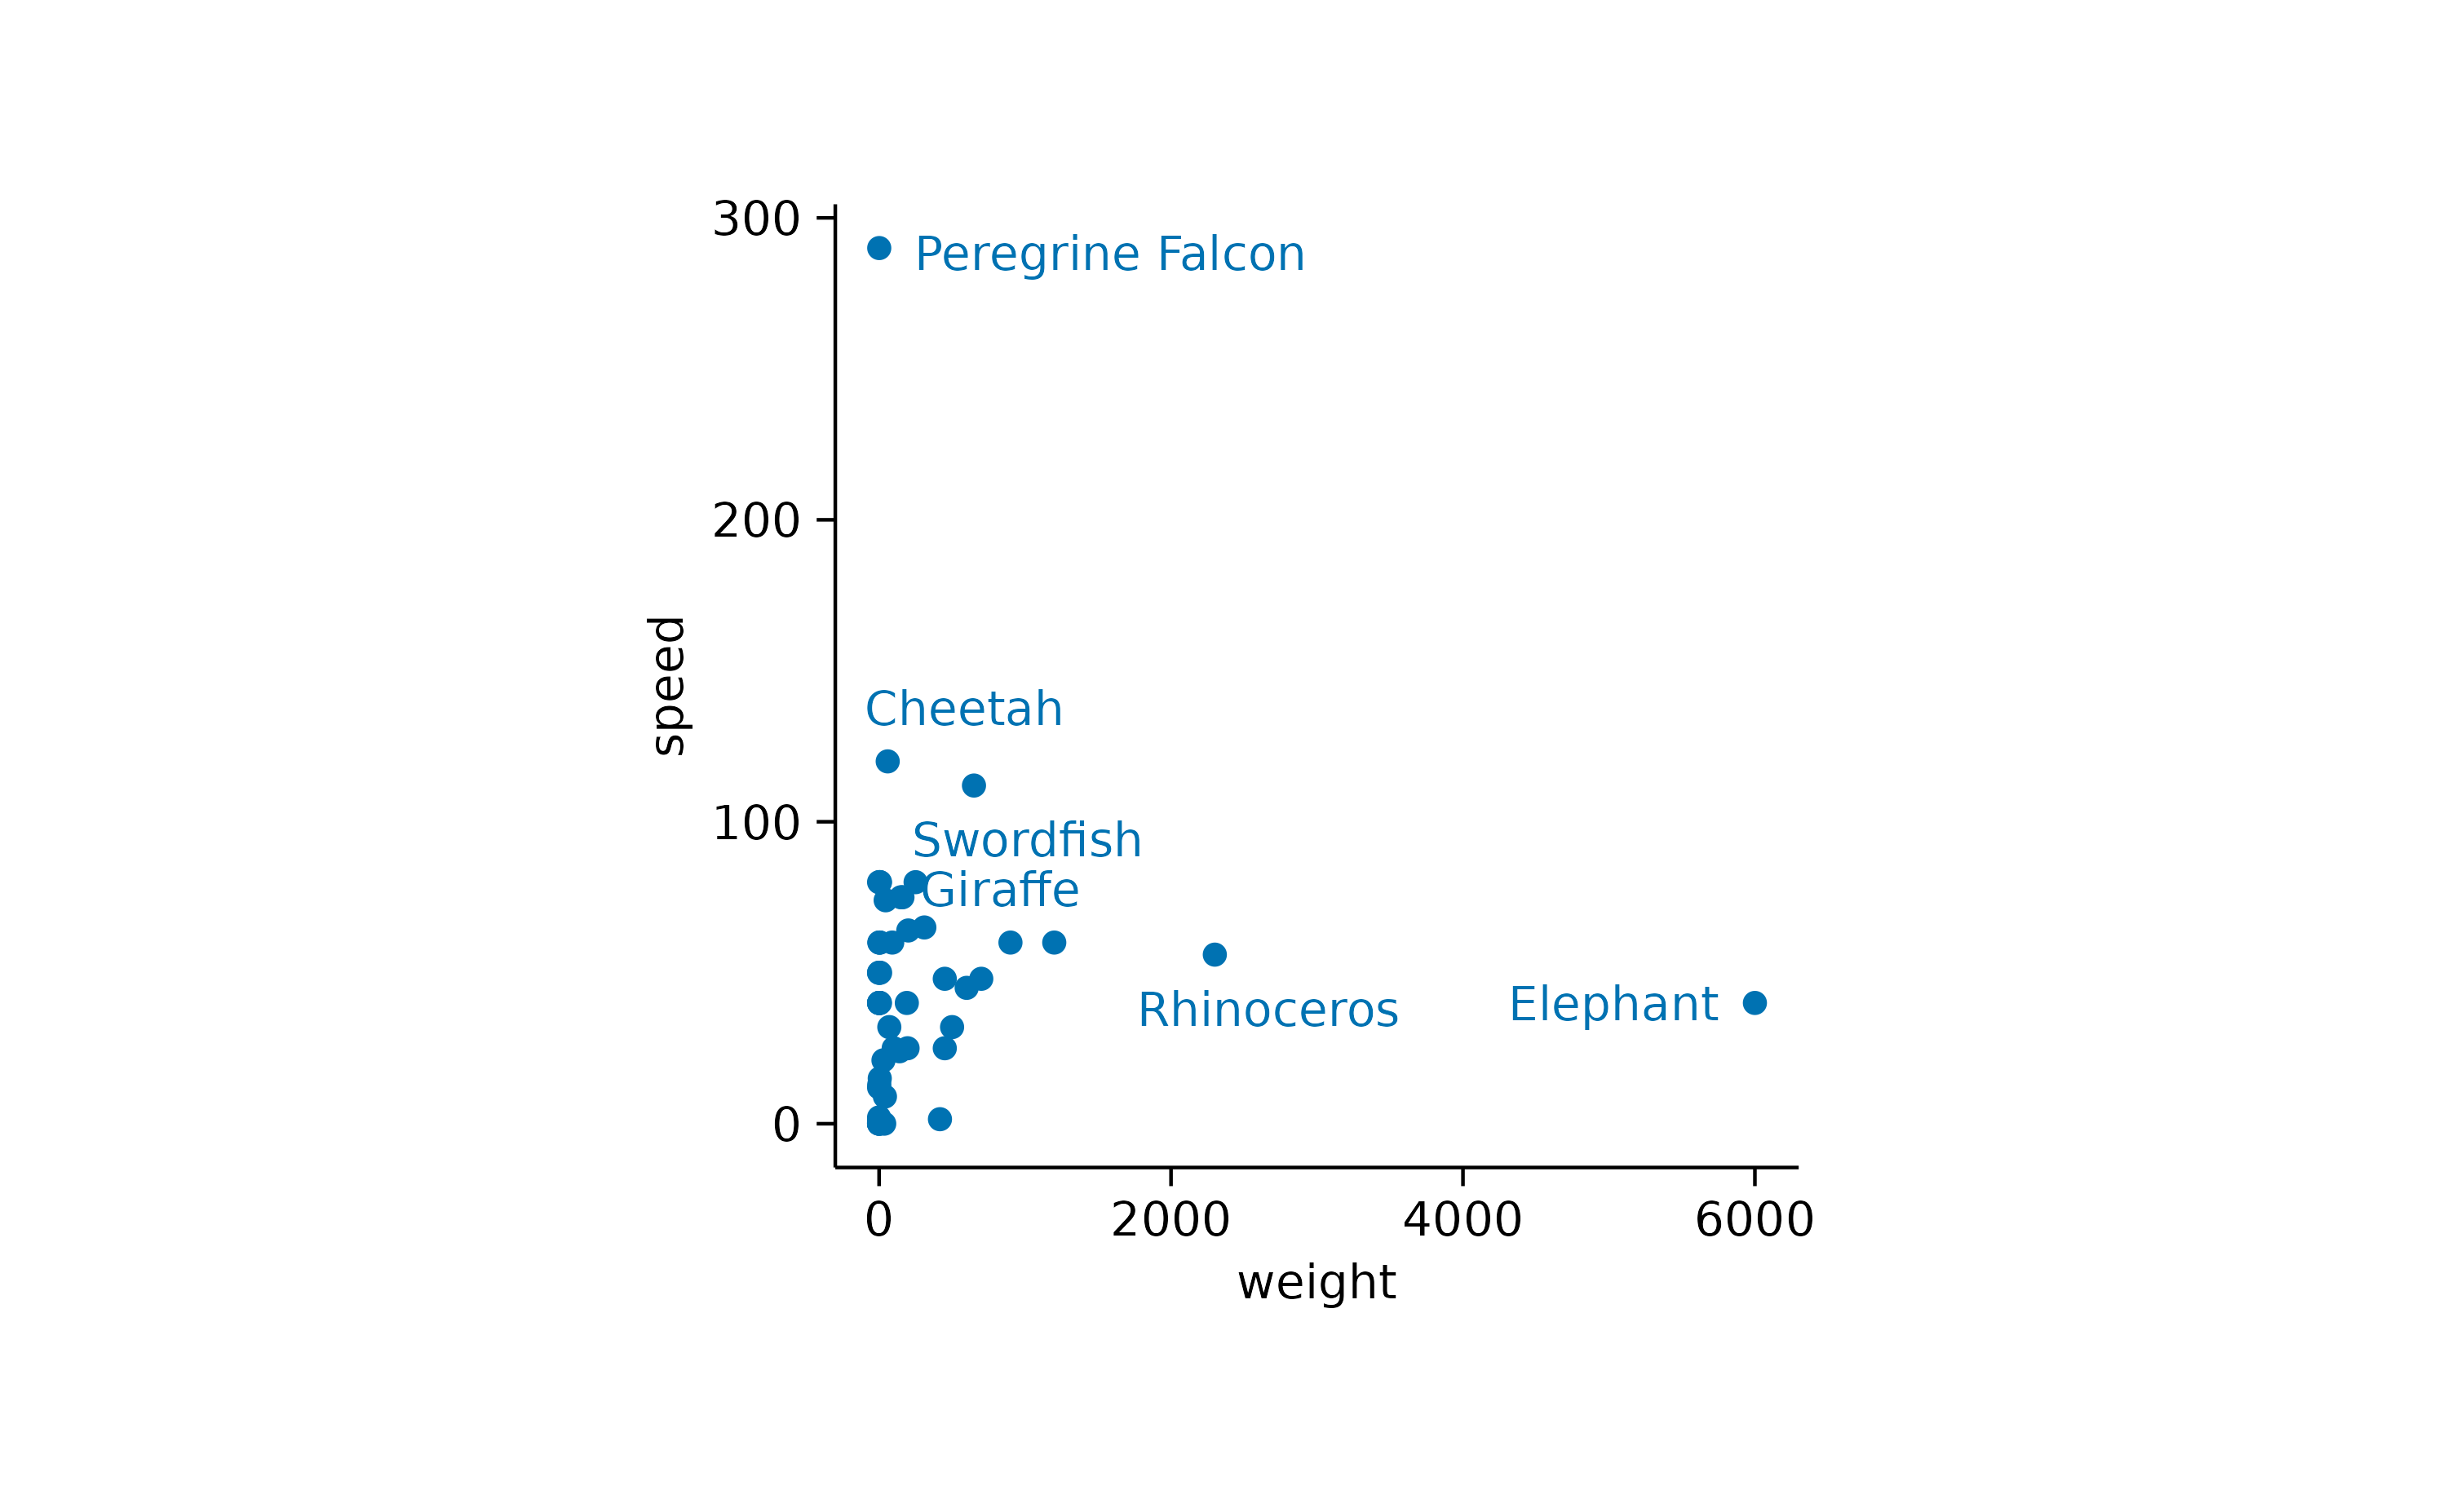 300
Peregrine Falcon
200
speed
Cheetah
100
Swordfish
Giraffe
Rhinoceros
Elephant
0
0 2000 4000 6000
weight